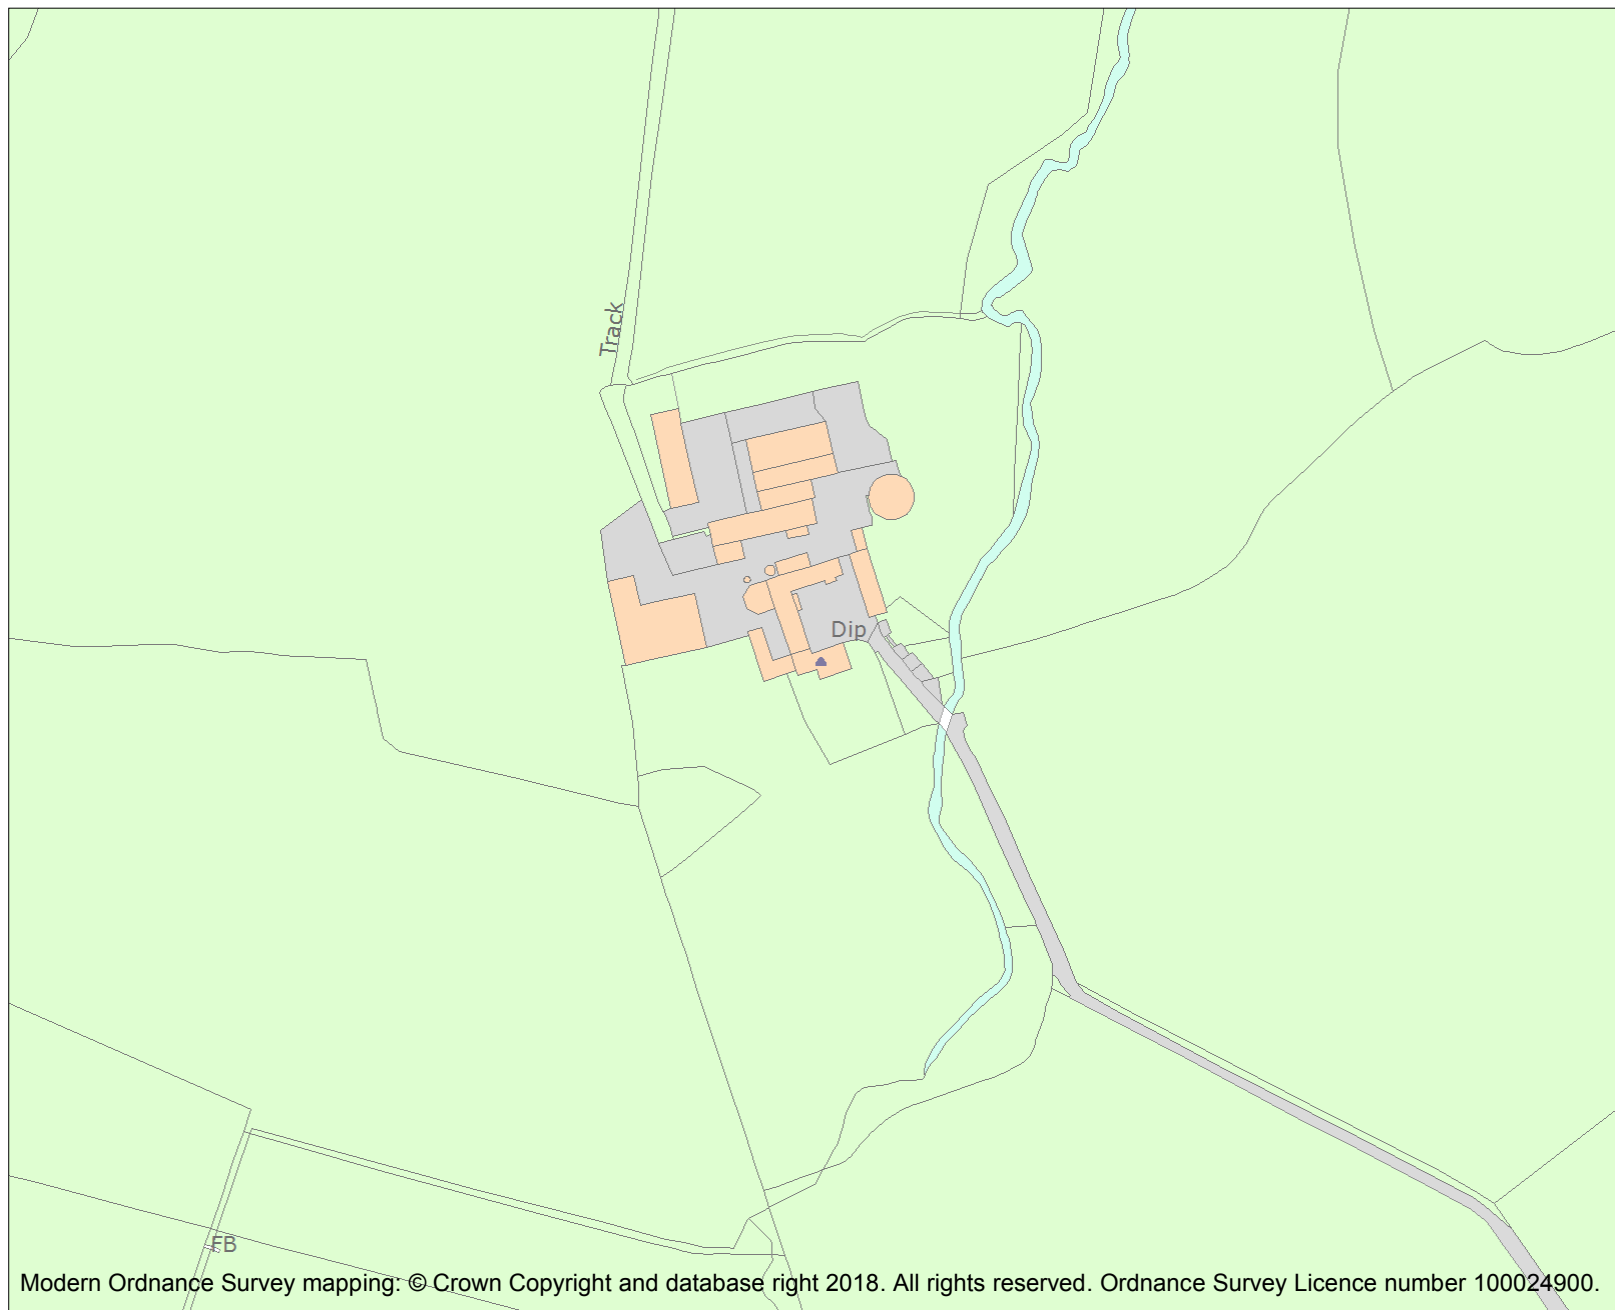 Track
Dip
FB
Modern Ordnance Survey mapping: © Crown Copyright and database right 2018. All rights reserved. Ordnance Survey Licence number 100024900.